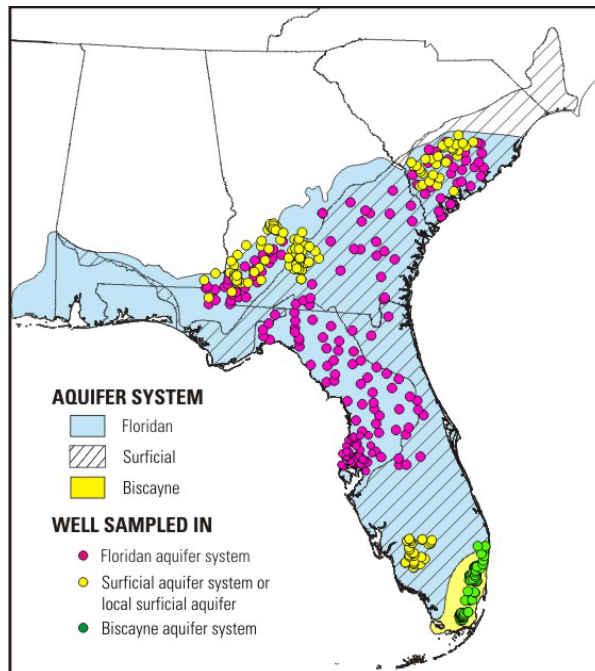 AQUIFER SYSTEM
Floridan
Surficial
Biscayne
WELL SAMPLED IN
Floridan aquifer system
Surficial aquifer system or
local surficial aquifer
Biscayne aquifer system